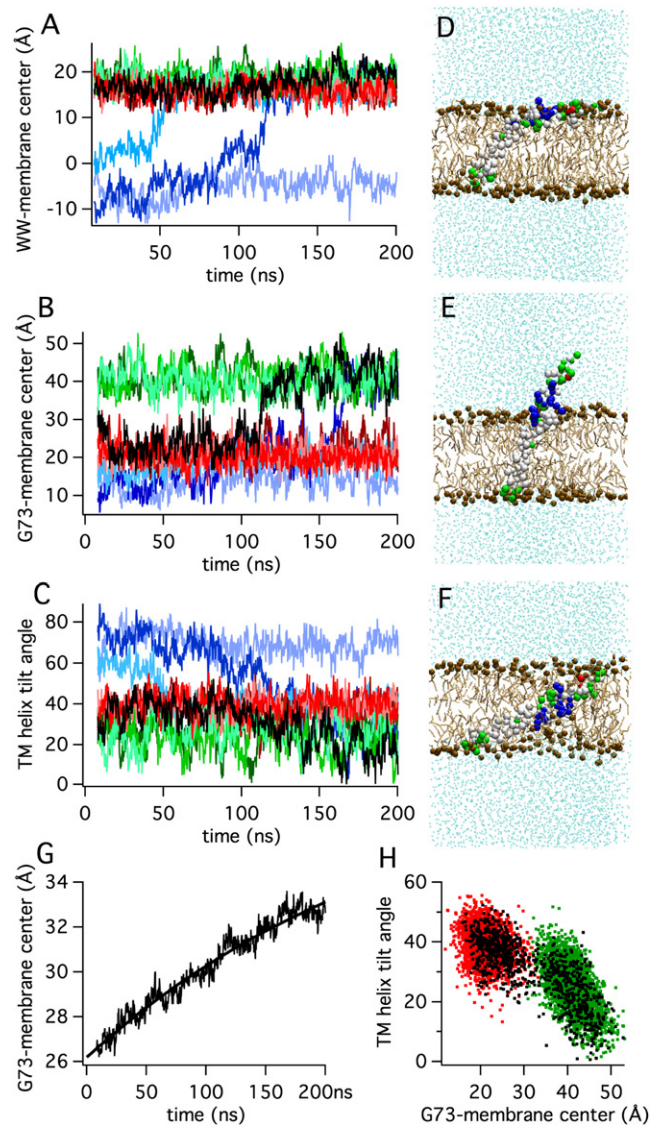 A
WW-membrane center (Å)
20
10
0
-10
50
100
150
200
time (ns)
D
B
G73-membrane center (Å)
50
40
30
20
10
0
50
100
150
200
time (ns)
E
C
TM helix tilt angle
80
60
40
20
0
0
50
100
150
200
time (ns)
F
G
G73-membrane center (Å)
34
32
30
28
26
0
50
100
150
200ns
time (ns)
H
TM helix tilt angle
60
40
20
0
20
30
40
50
G73-membrane center (Å)